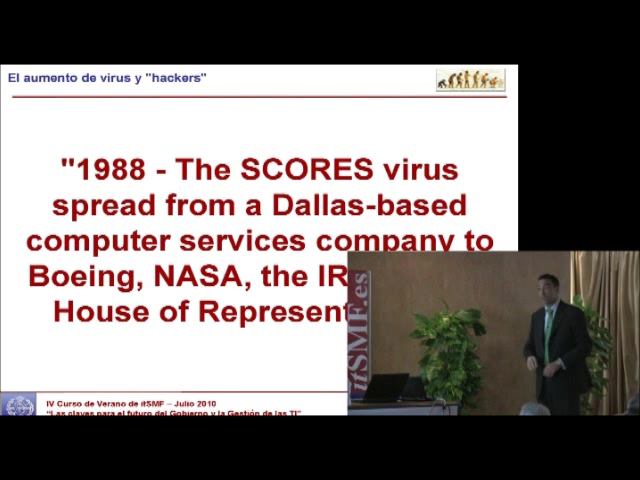 El aumento de virus y "hackers"
"1988 - The SCORES virus
spread from a Dallas-based
computer services company to
Boeing, NASA, the
House of
itSMF.es
IV Curso de Verano de itSMF – Julio 2010
"Las claves para el futuro del Gobierno y la Gestión de las TI"